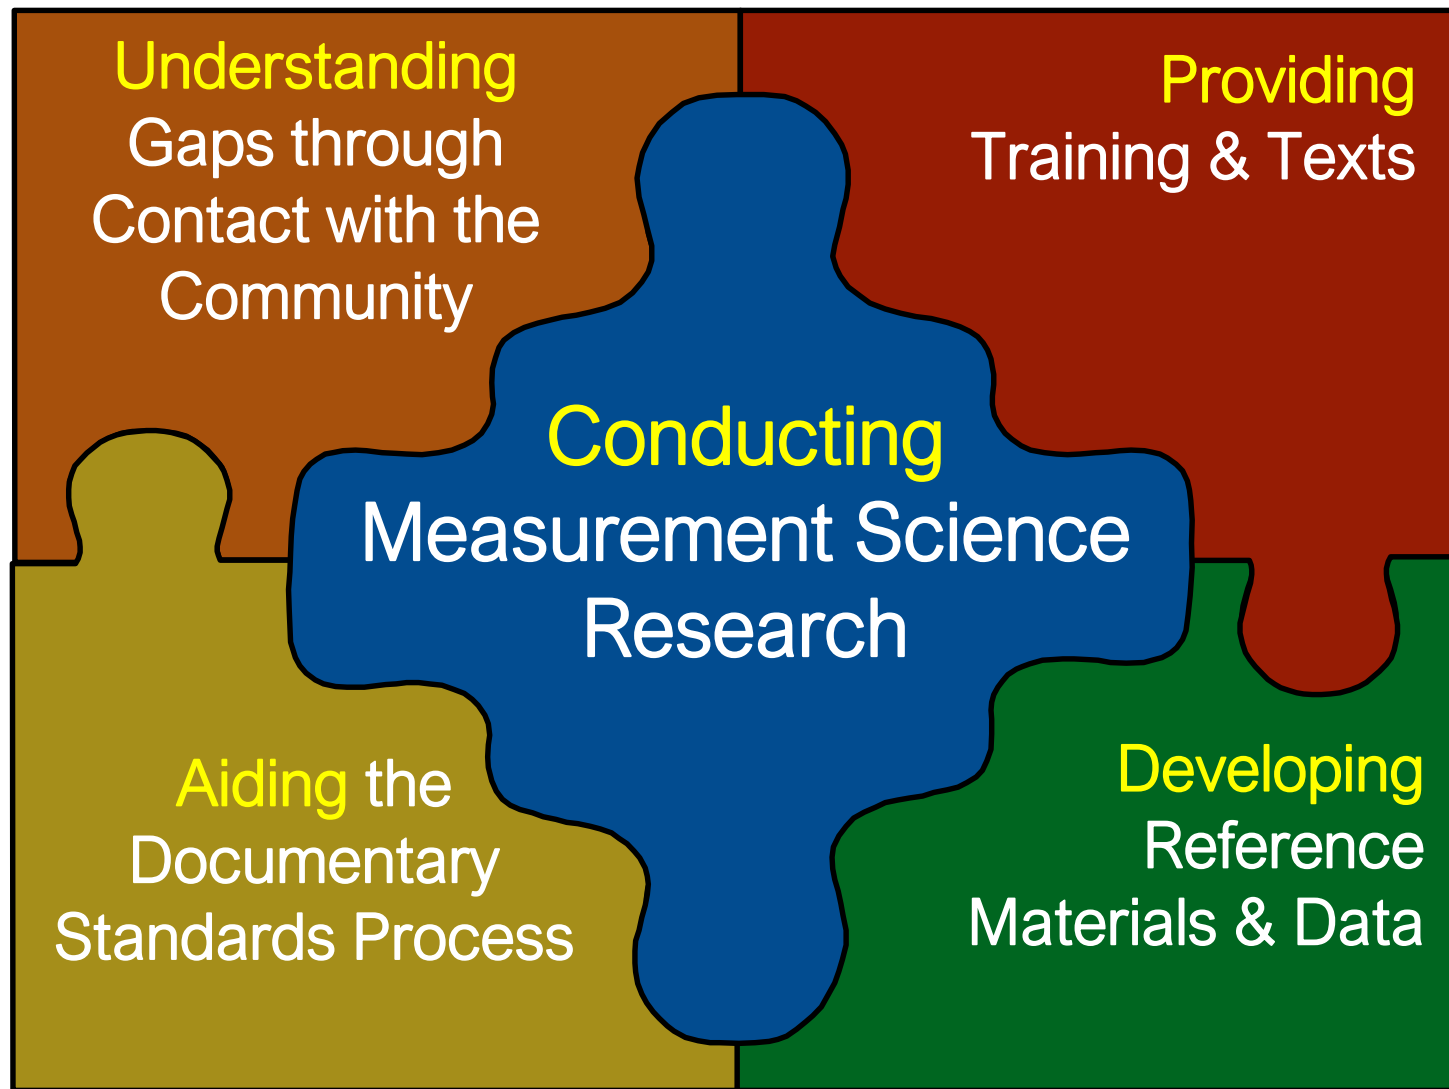 Understanding
Gaps through
Contact with the
Community
Providing
Training & Texts
Conducting
Measurement Science
Research
Aiding the
Documentary
Standards Process
Developing
Reference
Materials & Data